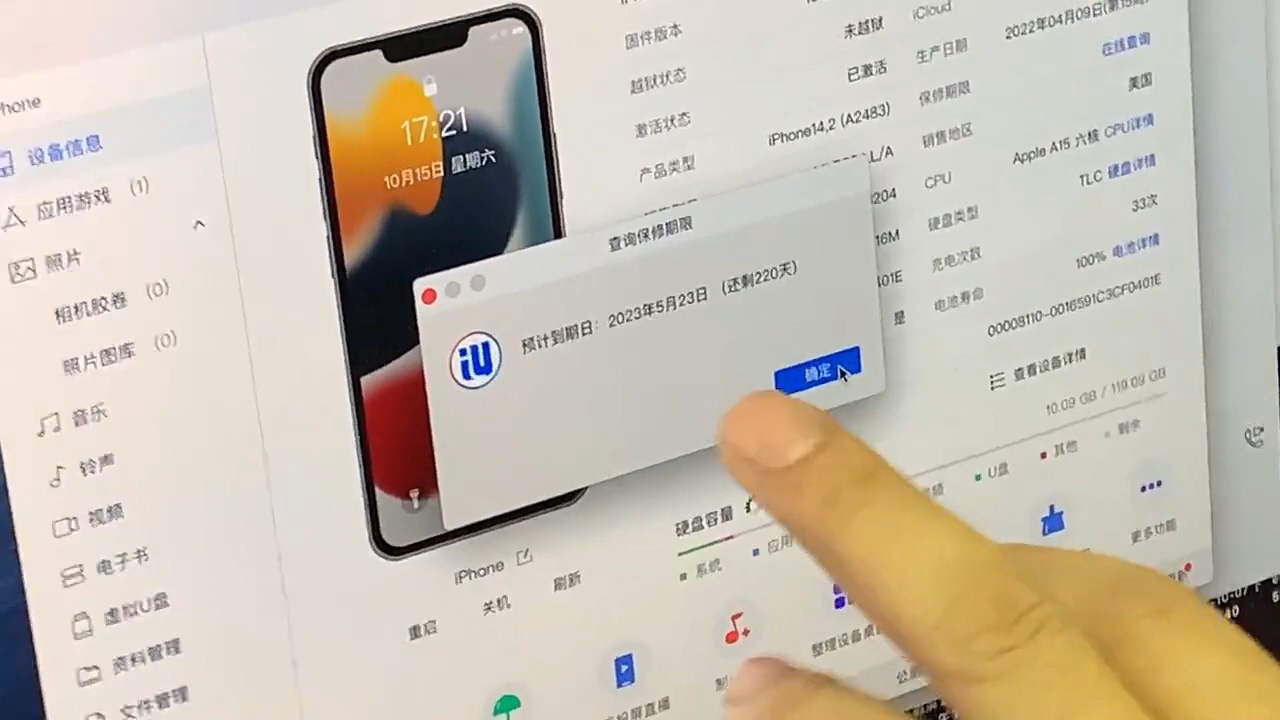 hone
设备信息
应用游戏 (1)
照片
相机胶卷 (0)
照片图库 (0)
音乐
铃声
视频
电子书
虚拟U盘
资料管理
文件管理
17:21
10月15日 星期六
iPhone
重启
关机
刷新
固件版本
越狱状态 未越狱
激活状态 已激活
产品类型 iPhone14,2 (A2483)
L/A
204
16M
01E
是
iCloud
生产日期 2022年04月09日
保修期限 在线查询
销售地区 美国
CPU Apple A15 六核 CPU详情
硬盘类型 TLC 硬盘详情
充电次数 33次
电池寿命 100% 电池详情
00008110-0016591C3CF0401E
查看设备详情
查询保修期限
iU
预计到期日：2023年5月23日 （还剩220天）
确定
硬盘容量
10.09 GB / 119.09 GB
系统
应用
U盘
其他
剩余
更多功能
整理设备桌
投屏直播